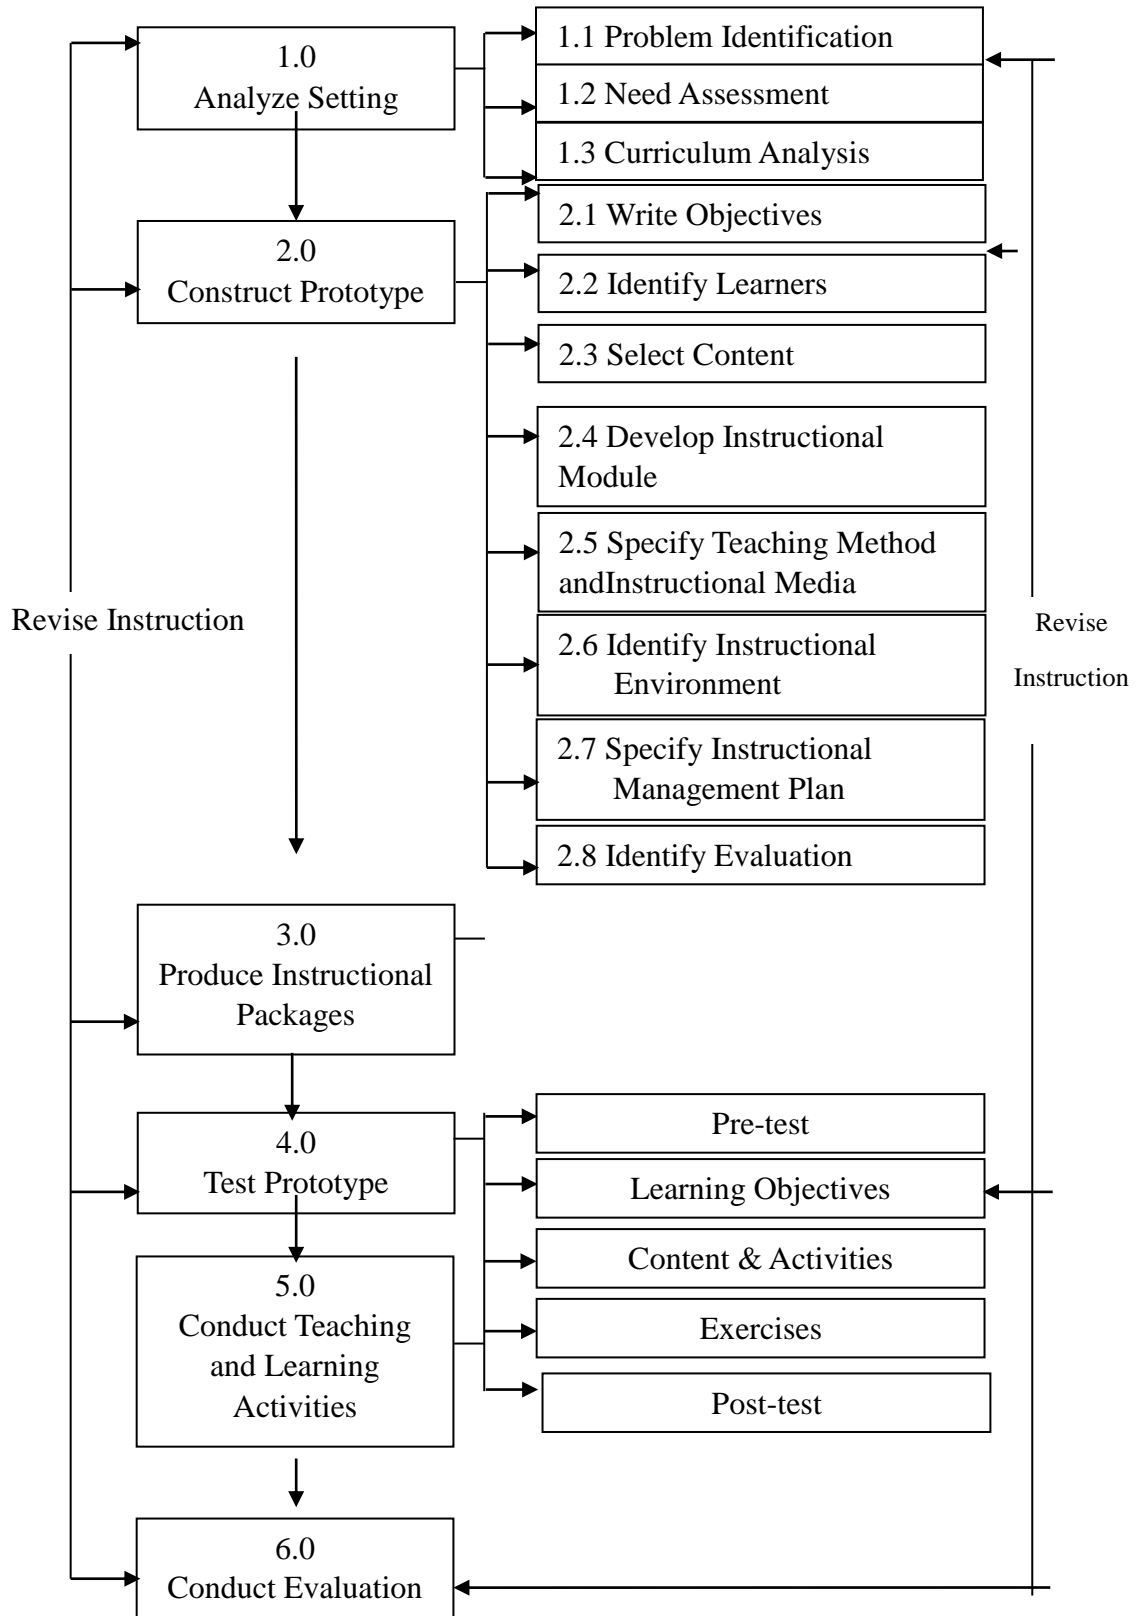 1.0
Analyze Setting
1.1 Problem Identification
1.2 Need Assessment
1.3 Curriculum Analysis
2.0
Construct Prototype
2.1 Write Objectives
2.2 Identify Learners
2.3 Select Content
2.4 Develop Instructional
Module
2.5 Specify Teaching Method
andInstructional Media
2.6 Identify Instructional
Environment
2.7 Specify Instructional
Management Plan
2.8 Identify Evaluation
Revise Instruction
Revise
Instruction
3.0
Produce Instructional
Packages
4.0
Test Prototype
Pre-test
Learning Objectives
Content & Activities
Exercises
Post-test
5.0
Conduct Teaching
and Learning
Activities
6.0
Conduct Evaluation